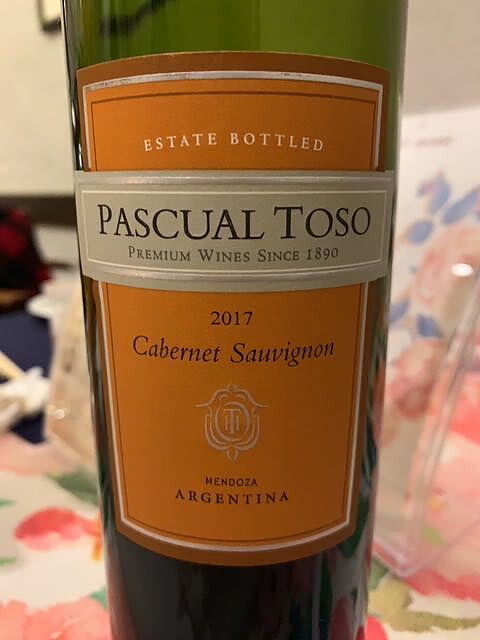 ESTATE BOTTLED
PASCUAL TOSO
PREMIUM WINES SINCE 1890
2017
Cabernet Sauvignon
MENDOZA
ARGENTINA